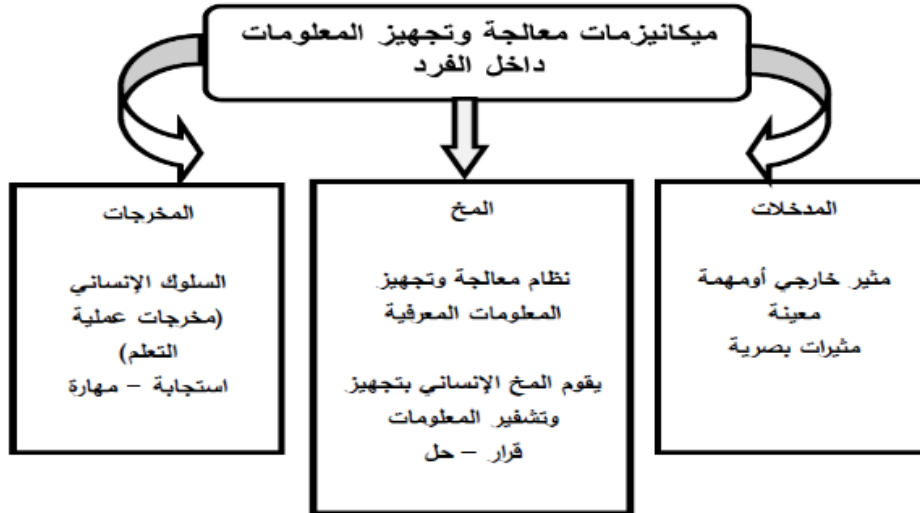 ميكانيزمات معالجة وتجهيز المعلومات
داخل الفرد
المدخلات
مثير خارجي أومهمة
معينة
مثيرات بصرية
المخ
نظام معالجة وتجهيز
المعلومات المعرفية
يقوم المخ الإنساني بتجهيز
وتشفير المعلومات
قرار – حل
المخرجات
السلوك الإنساني
(مخرجات عملية
التعلم)
استجابة – مهارة